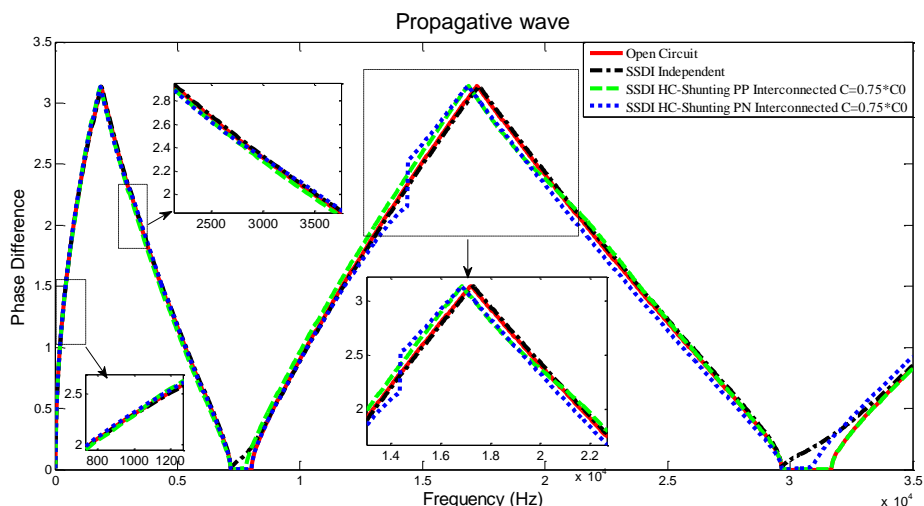 Propagative wave
3.5
3
2.5
2
1.5
1
0.5
0
Phase Difference
Open Circuit
SSDI Independent
SSDI HC-Shunting PP Interconnected C=0.75*C0
SSDI HC-Shunting PN Interconnected C=0.75*C0
2.8
2.6
2.4
2.2
2
1.8
2500 3000 3500
3
2.5
2
1.4 1.6 1.8 2 2.2
x 10⁴
2.5
2
800 1000 1200
0 0.5 1 1.5 2 2.5 3 3.5
Frequency (Hz)
x 10⁴